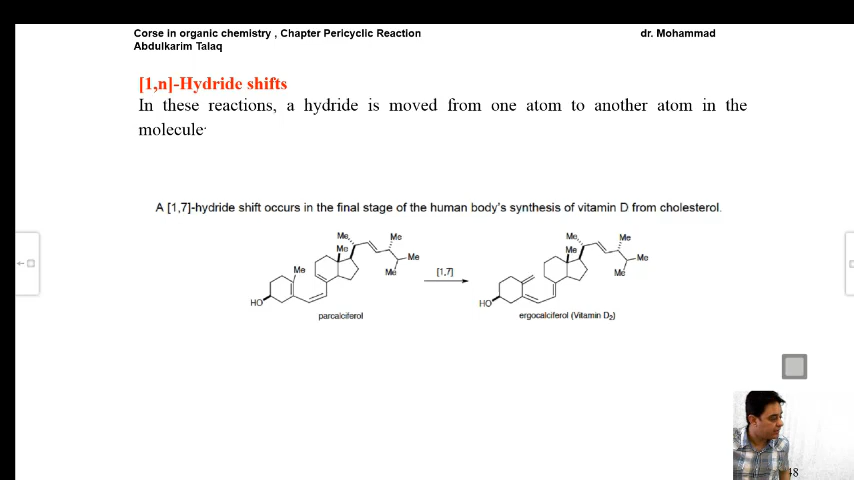 Corse in organic chemistry , Chapter Pericyclic Reaction dr. Mohammad
Abdulkarim Talaq
[1,n]-Hydride shifts
In these reactions, a hydride is moved from one atom to another atom in the
molecule.
A [1,7]-hydride shift occurs in the final stage of the human body's synthesis of vitamin D from cholesterol.
Me
Me
Me
Me
Me
Me
HO
parcalciferol
[1,7]
Me
Me
Me
Me
Me
HO
ergocalciferol (Vitamin D2)
48